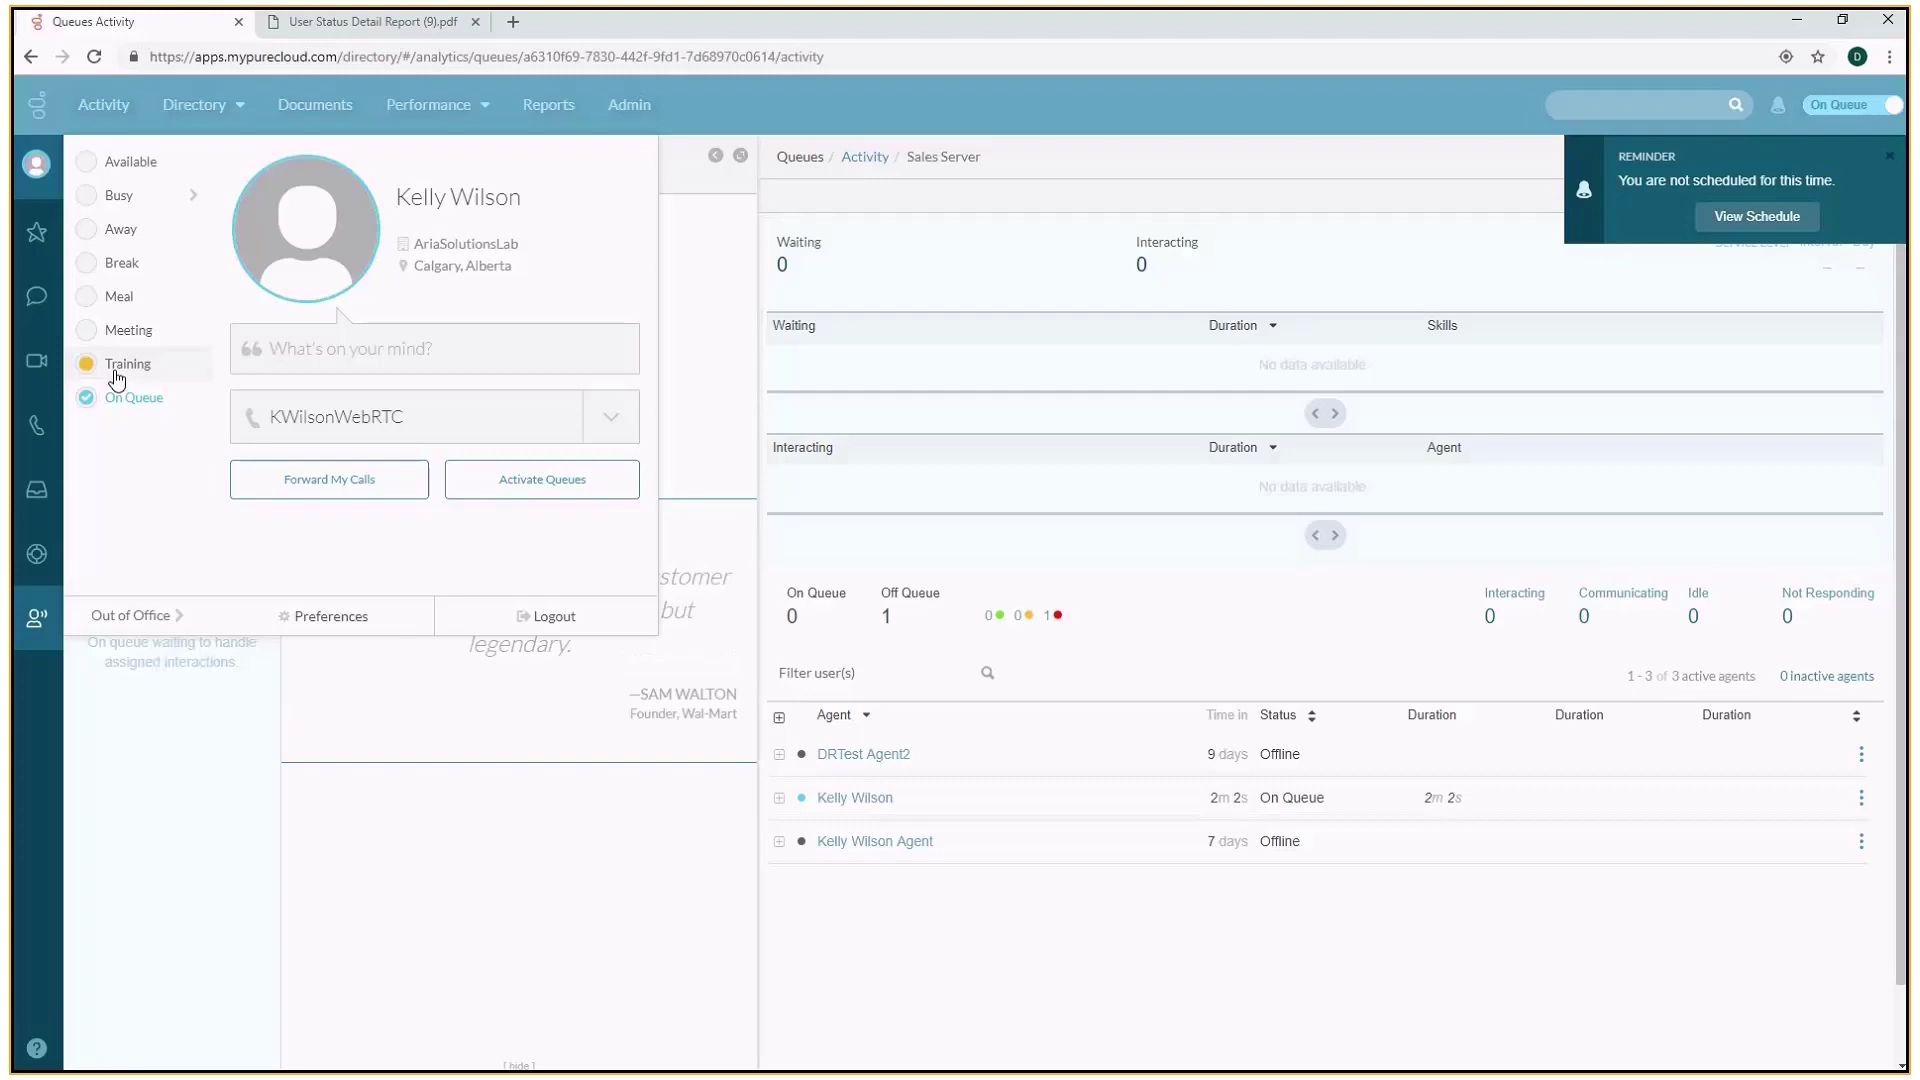 Queues Activity
User Status Detail Report (9).pdf
https://apps.mypurecloud.com/directory/#/analytics/queues/a6310f69-7830-442f-9fd1-7d68970c0614/activity
D
Activity
Directory
Documents
Performance
Reports
Admin
On Queue
Available
Busy
Away
Break
Meal
Meeting
Training
On Queue
Kelly Wilson
AriaSolutionsLab
Calgary, Alberta
What's on your mind?
KWilsonWebRTC
Forward My Calls
Activate Queues
Out of Office
Preferences
Logout
On queue waiting to handle
assigned interactions.
stomer
but
legendary.
—SAM WALTON
Founder, Wal-Mart
[ hide ]
Queues / Activity / Sales Server
REMINDER
You are not scheduled for this time.
View Schedule
Waiting
0
Interacting
0
Waiting Duration Skills
No data available
Interacting Duration Agent
No data available
On Queue
0
Off Queue
1
0 0 1
Interacting
0
Communicating
0
Idle
0
Not Responding
0
Filter user(s)
1 - 3 of 3 active agents
0 inactive agents
Agent Time in Status Duration Duration Duration
DRTest Agent2 9 days Offline
Kelly Wilson 2m 2s On Queue 2m 2s
Kelly Wilson Agent 7 days Offline